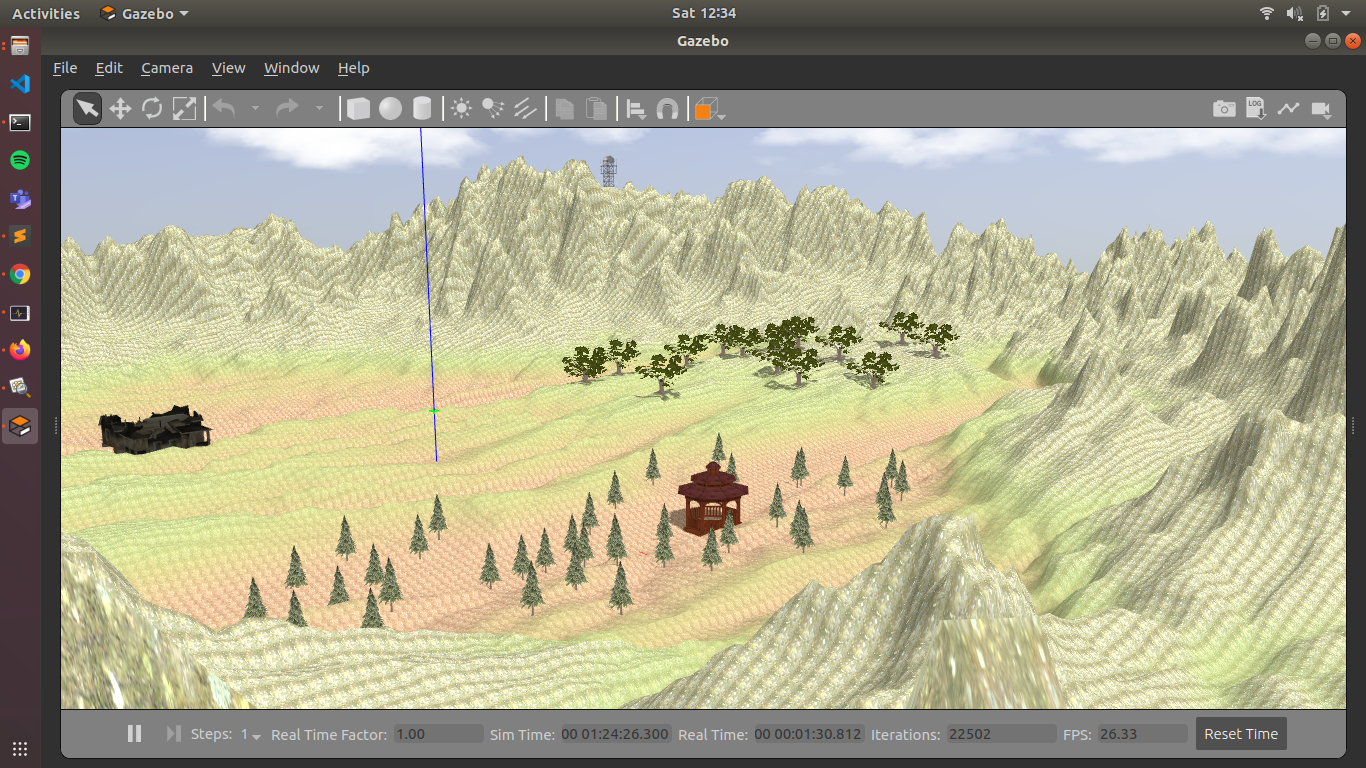 Activities Gazebo Sat 12:34
Gazebo
File Edit Camera View Window Help
LOG
Steps: 1 Real Time Factor: 1.00 Sim Time: 00 01:24:26.300 Real Time: 00 00:01:30.812 Iterations: 22502 FPS: 26.33 Reset Time